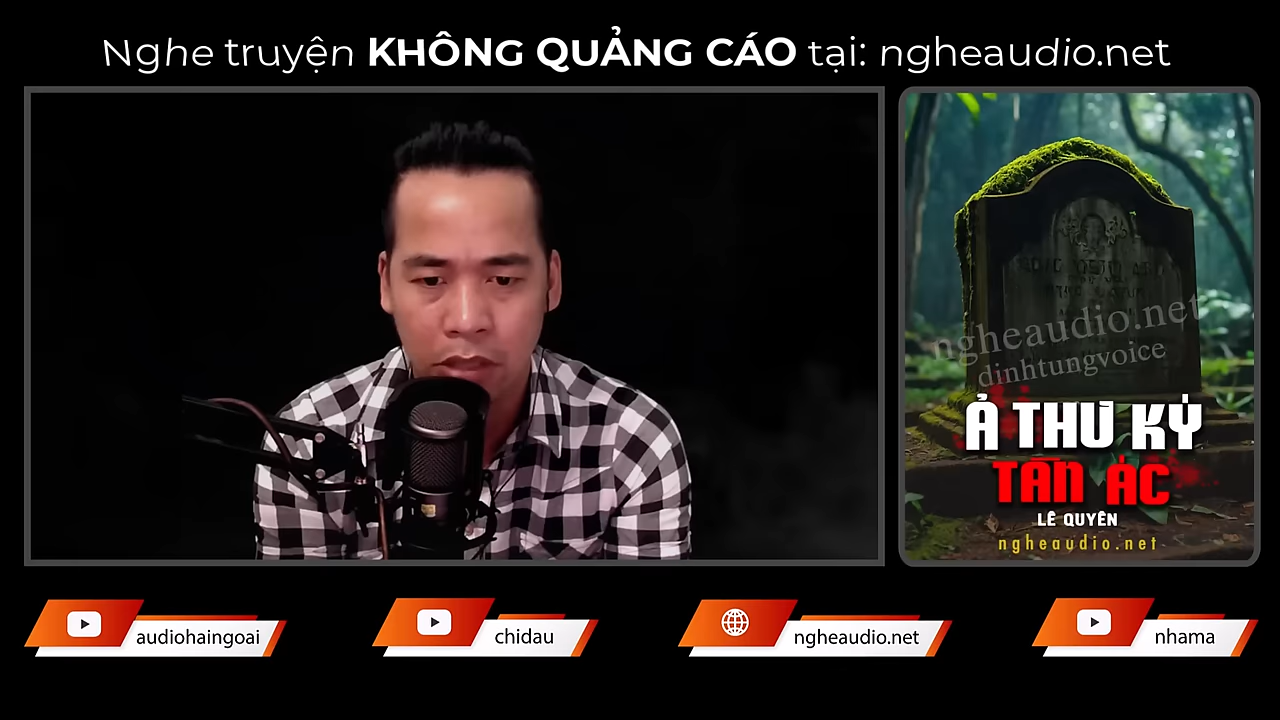 Nghe truyện KHÔNG QUẢNG CÁO tại: ngheaudio.net
ngheaudio.net
dinhtungvoice
Ả THƯ KÝ
TÀN ÁC
LÊ QUYÊN
ngheaudio.net
audiohaingoai
chidau
ngheaudio.net
nhama